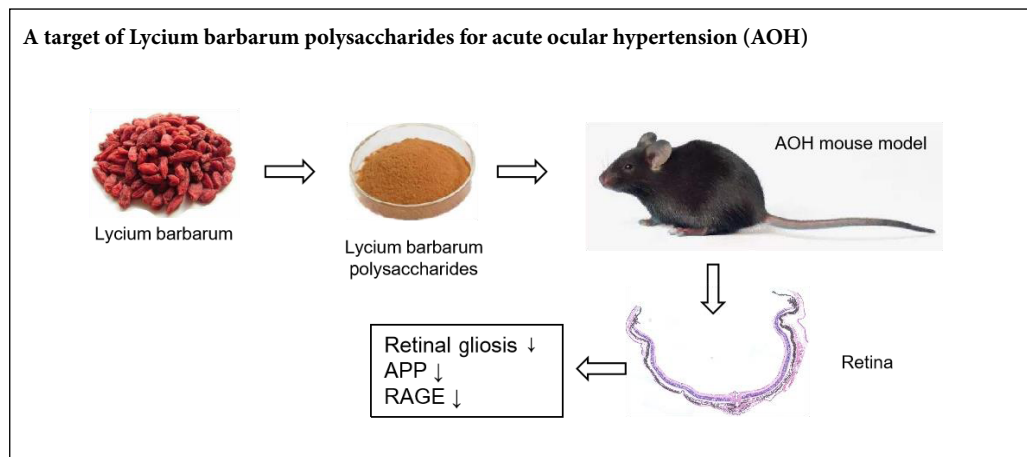 A target of Lycium barbarum polysaccharides for acute ocular hypertension (AOH)
Lycium barbarum
Lycium barbarum
polysaccharides
AOH mouse model
Retina
Retinal gliosis ↓
APP ↓
RAGE ↓